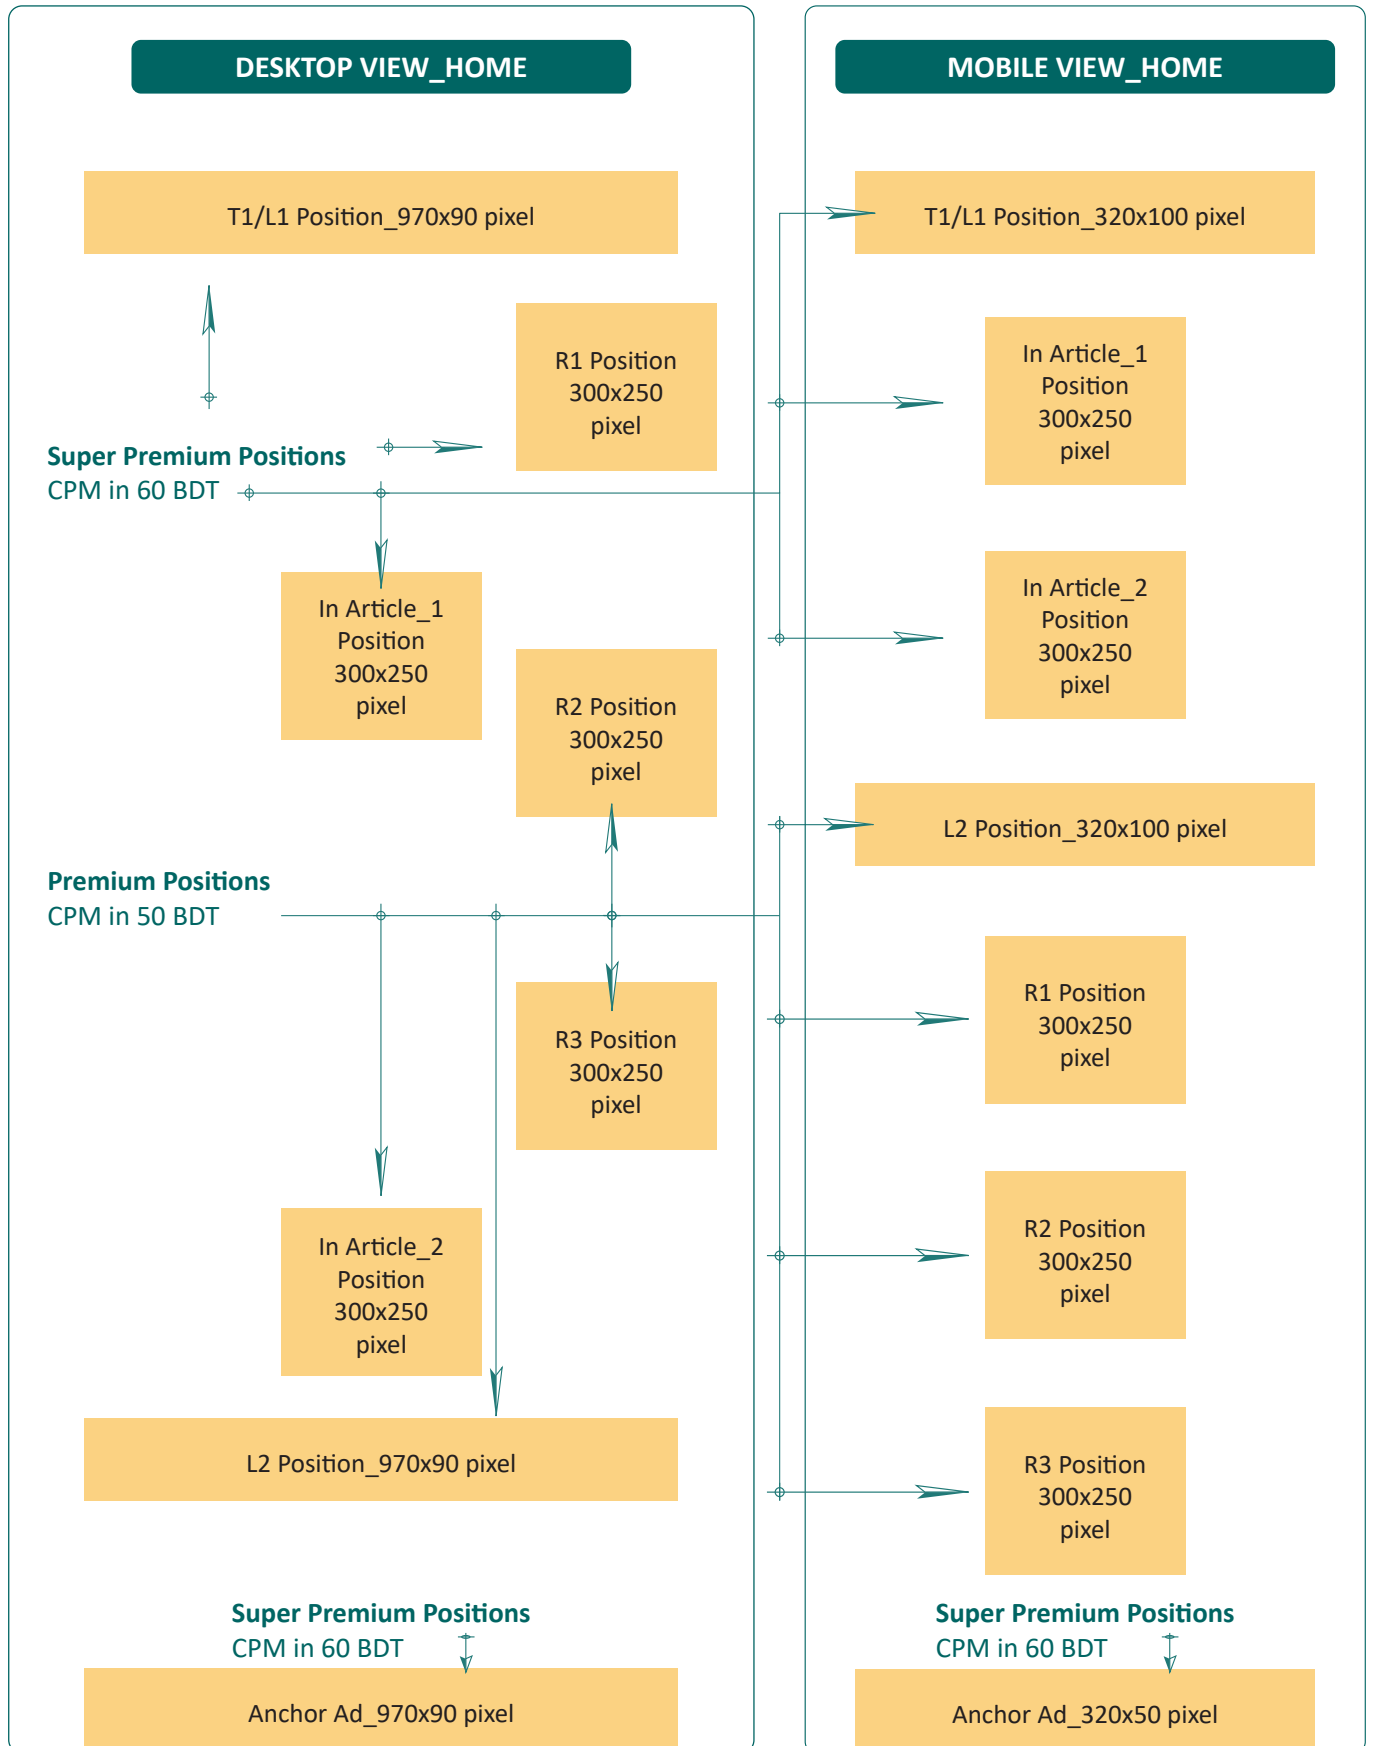 DESKTOP VIEW_HOME
T1/L1 Position_970x90 pixel
R1 Position
300x250
pixel
Super Premium Positions
CPM in 60 BDT
In Article_1
Position
300x250
pixel
R2 Position
300x250
pixel
Premium Positions
CPM in 50 BDT
R3 Position
300x250
pixel
In Article_2
Position
300x250
pixel
L2 Position_970x90 pixel
Super Premium Positions
CPM in 60 BDT
Anchor Ad_970x90 pixel
MOBILE VIEW_HOME
T1/L1 Position_320x100 pixel
In Article_1
Position
300x250
pixel
In Article_2
Position
300x250
pixel
L2 Position_320x100 pixel
R1 Position
300x250
pixel
R2 Position
300x250
pixel
R3 Position
300x250
pixel
Super Premium Positions
CPM in 60 BDT
Anchor Ad_320x50 pixel